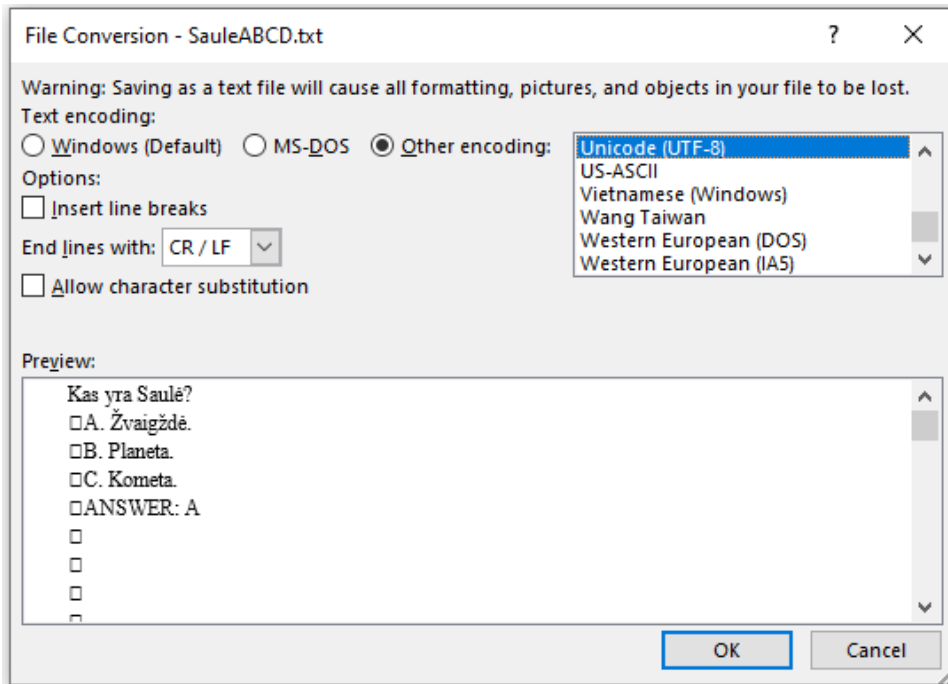 File Conversion - SauleABCD.txt
Warning: Saving as a text file will cause all formatting, pictures, and objects in your file to be lost.
Text encoding:
Windows (Default) MS-DOS Other encoding:
Unicode (UTF-8)
US-ASCII
Vietnamese (Windows)
Wang Taiwan
Western European (DOS)
Western European (IA5)
Options:
Insert line breaks
End lines with: CR / LF
Allow character substitution
Preview:
Kas yra Saulė?
□A. Žvaigždė.
□B. Planeta.
□C. Kometa.
□ANSWER: A
□
□
□
□
OK Cancel